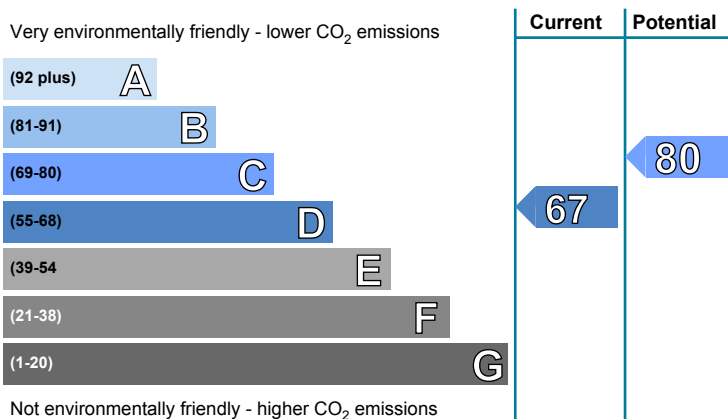 Very environmentally friendly - lower CO2 emissions
Current
Potential
(92 plus) A
(81-91) B
(69-80) C
(55-68) D
(39-54 E
(21-38) F
(1-20) G
67
80
Not environmentally friendly - higher CO2 emissions